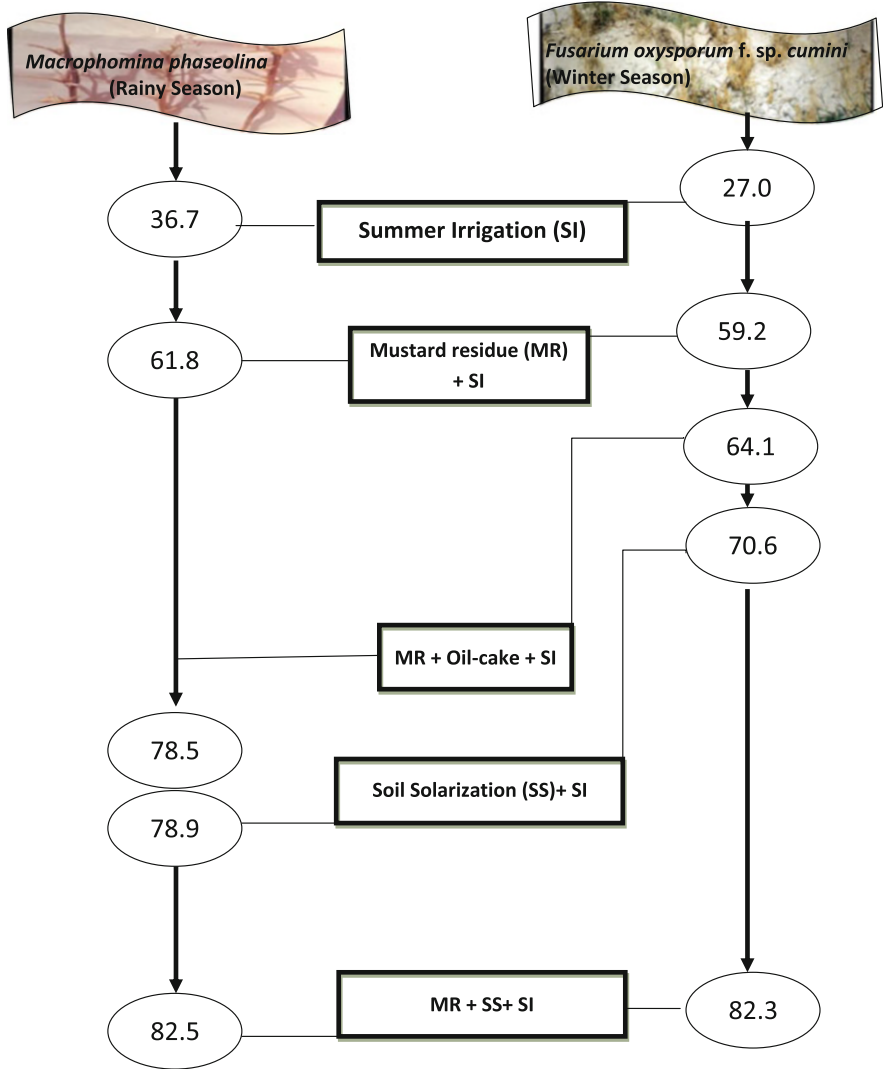 Macrophomina phaseolina
(Rainy Season)
Fusarium oxysporum f. sp. cumini
(Winter Season)
27.0
36.7
Summer Irrigation (SI)
59.2
61.8
Mustard residue (MR)
+ SI
64.1
70.6
MR + Oil-cake + SI
78.5
Soil Solarization (SS)+ SI
78.9
MR + SS+ SI
82.3
82.5